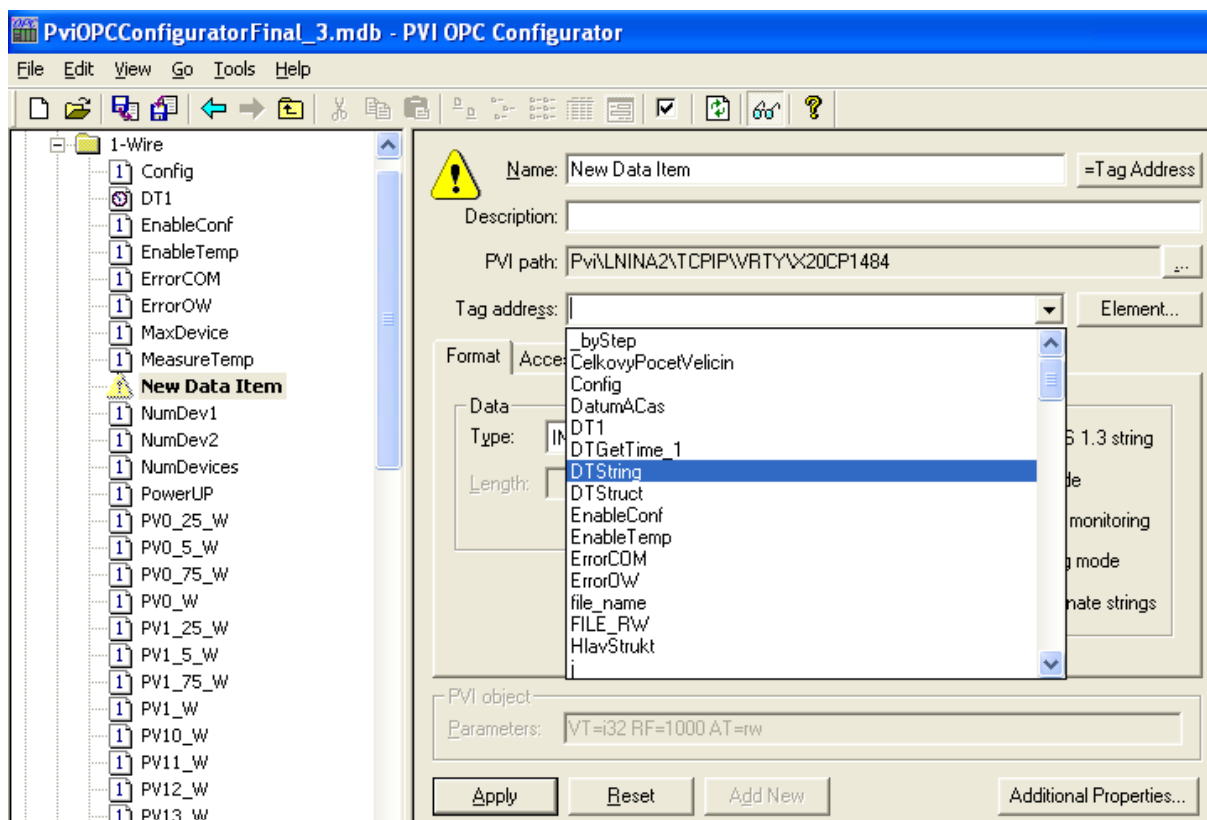 PviOPCConfiguratorFinal_3.mdb - PVI OPC Configurator
File Edit View Go Tools Help
1-Wire
Config
DT1
EnableConf
EnableTemp
ErrorCOM
ErrorOW
MaxDevice
MeasureTemp
New Data Item
NumDev1
NumDev2
NumDevices
PowerUP
PV0_25_W
PV0_5_W
PV0_75_W
PV0_W
PV1_25_W
PV1_5_W
PV1_75_W
PV1_W
PV10_W
PV11_W
PV12_W
PV13_W
Name: New Data Item =Tag Address
Description:
PVI path: Pvi\LNINA2\TCPIP\VRTY\X20CP1484 ...
Tag address: Element...
_byStep
CelkovyPocetVelicin
Config
DatumACas
DT1
DTGetTime_1
DTString
DTStruct
EnableConf
EnableTemp
ErrorCOM
ErrorOW
file_name
FILE_RW
HlavStrukt
Format Acce
Data
Type: IN
Length:
1.3 string
monitoring
mode
nate strings
PVI object
Parameters: VT=i32 RF=1000 AT=rw
Apply Reset Add New Additional Properties...